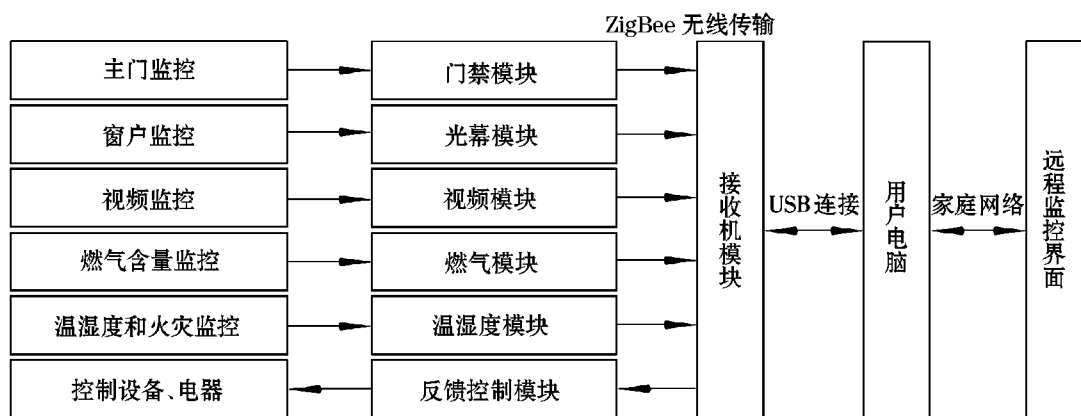 ZigBee 无线传输
主门监控
门禁模块
窗户监控
光幕模块
视频监控
视频模块
燃气含量监控
燃气模块
温湿度和火灾监控
温湿度模块
控制设备、电器
反馈控制模块
接收机模块
USB 连接
用户电脑
家庭网络
远程监控界面